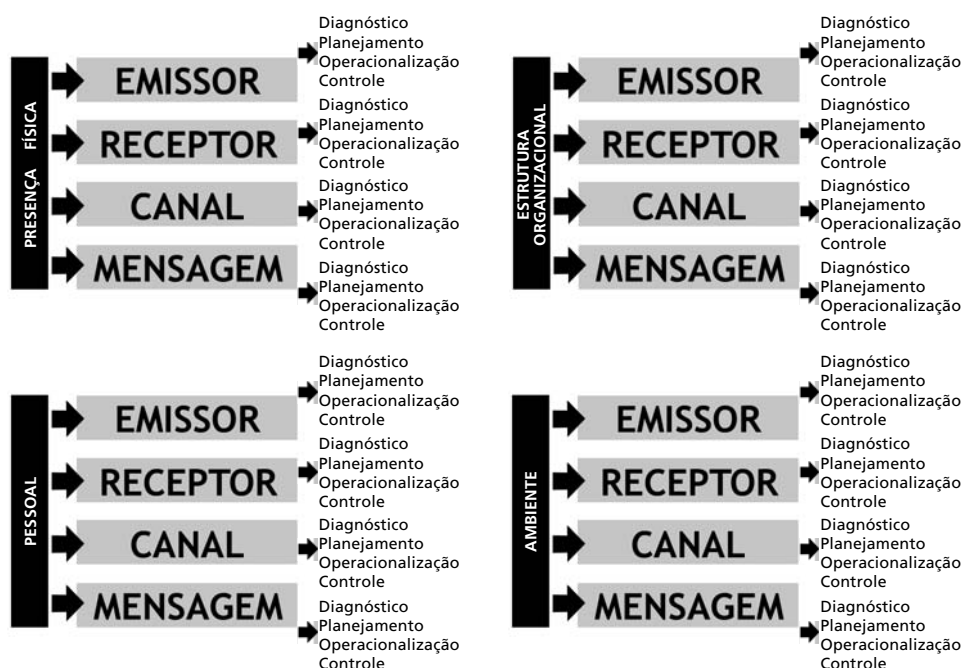 PRESENÇA FÍSICA
EMISSOR
Diagnóstico
Planejamento
Operacionalização
Controle
RECEPTOR
Diagnóstico
Planejamento
Operacionalização
Controle
CANAL
Diagnóstico
Planejamento
Operacionalização
Controle
MENSAGEM
Diagnóstico
Planejamento
Operacionalização
Controle
ESTRUTURA
ORGANIZACIONAL
EMISSOR
Diagnóstico
Planejamento
Operacionalização
Controle
RECEPTOR
Diagnóstico
Planejamento
Operacionalização
Controle
CANAL
Diagnóstico
Planejamento
Operacionalização
Controle
MENSAGEM
Diagnóstico
Planejamento
Operacionalização
Controle
PESSOAL
EMISSOR
Diagnóstico
Planejamento
Operacionalização
Controle
RECEPTOR
Diagnóstico
Planejamento
Operacionalização
Controle
CANAL
Diagnóstico
Planejamento
Operacionalização
Controle
MENSAGEM
Diagnóstico
Planejamento
Operacionalização
Controle
AMBIENTE
EMISSOR
Diagnóstico
Planejamento
Operacionalização
Controle
RECEPTOR
Diagnóstico
Planejamento
Operacionalização
Controle
CANAL
Diagnóstico
Planejamento
Operacionalização
Controle
MENSAGEM
Diagnóstico
Planejamento
Operacionalização
Controle